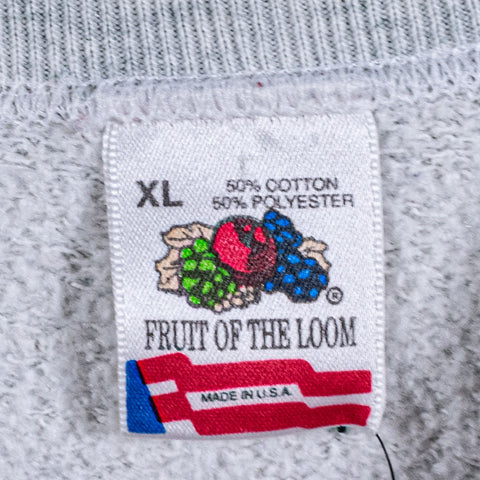 XL
50% COTTON
50% POLYESTER
®
FRUIT OF THE LOOM
MADE IN U.S.A.